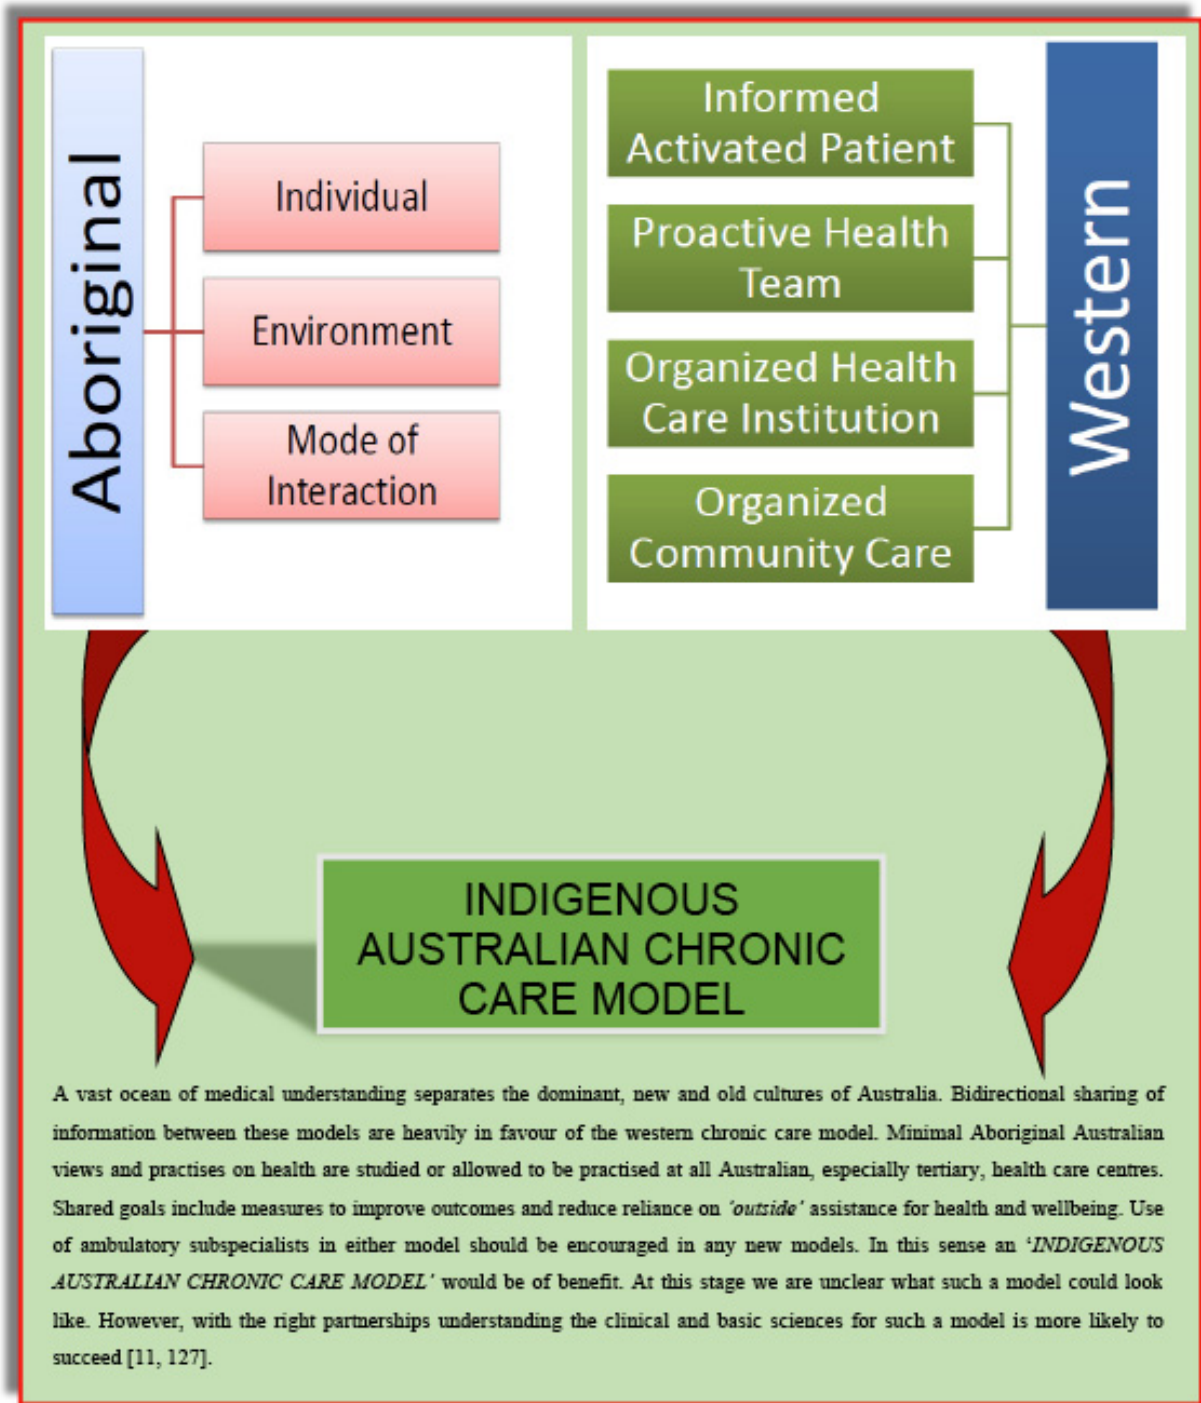 Aboriginal
Individual
Environment
Mode of
Interaction
Informed
Activated Patient
Proactive Health
Team
Organized Health
Care Institution
Organized
Community Care
Western
INDIGENOUS
AUSTRALIAN CHRONIC
CARE MODEL
A vast ocean of medical understanding separates the dominant, new and old cultures of Australia. Bidirectional sharing of
information between these models are heavily in favour of the western chronic care model. Minimal Aboriginal Australian
views and practises on health are studied or allowed to be practised at all Australian, especially tertiary, health care centres.
Shared goals include measures to improve outcomes and reduce reliance on 'outside' assistance for health and wellbeing. Use
of ambulatory subspecialists in either model should be encouraged in any new models. In this sense an 'INDIGENOUS
AUSTRALIAN CHRONIC CARE MODEL' would be of benefit. At this stage we are unclear what such a model could look
like. However, with the right partnerships understanding the clinical and basic sciences for such a model is more likely to
succeed [11, 127].